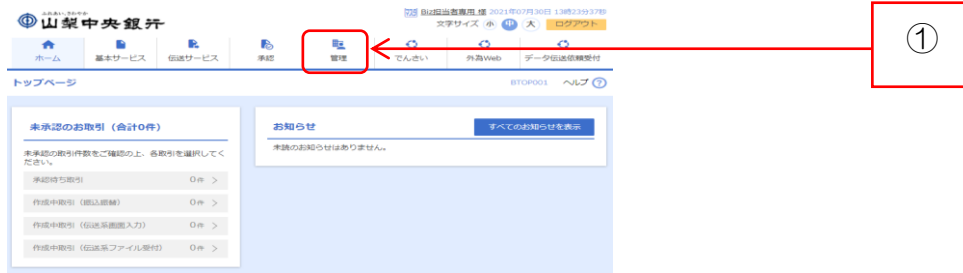 Biz担当者専用 様 2021年07月30日 13時23分37秒
山梨中央銀行
文字サイズ 小 中 大 ログアウト
ホーム 基本サービス 伝送サービス 承認 管理 でんさい 外為Web データ伝送依頼受付
①
トップページ
BTOP001 ヘルプ ?
未承認のお取引(合計0件)
お知らせ
すべてのお知らせを表示
未読のお知らせはありません。
未承認の取引件数をご確認の上、各取引を選択してく
ださい。
承認待ち取引 0件 >
作成中取引(振込振替) 0件 >
作成中取引(伝送系画面入力) 0件 >
作成中取引(伝送系ファイル受付) 0件 >